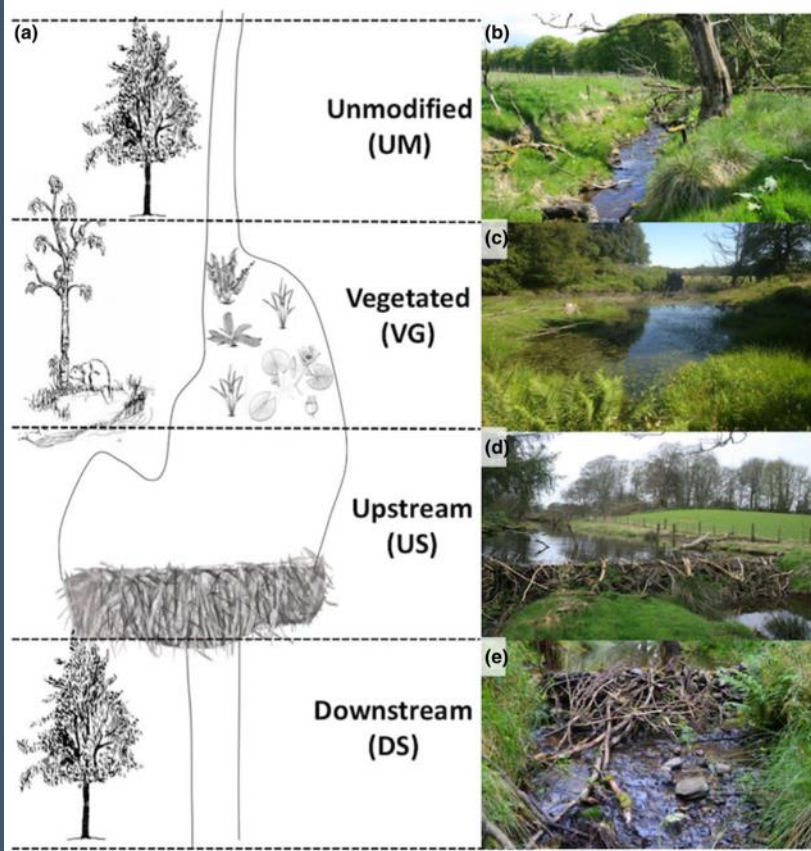 (a)
Unmodified
(UM)
(b)
Vegetated
(VG)
(c)
Upstream
(US)
(d)
Downstream
(DS)
(e)